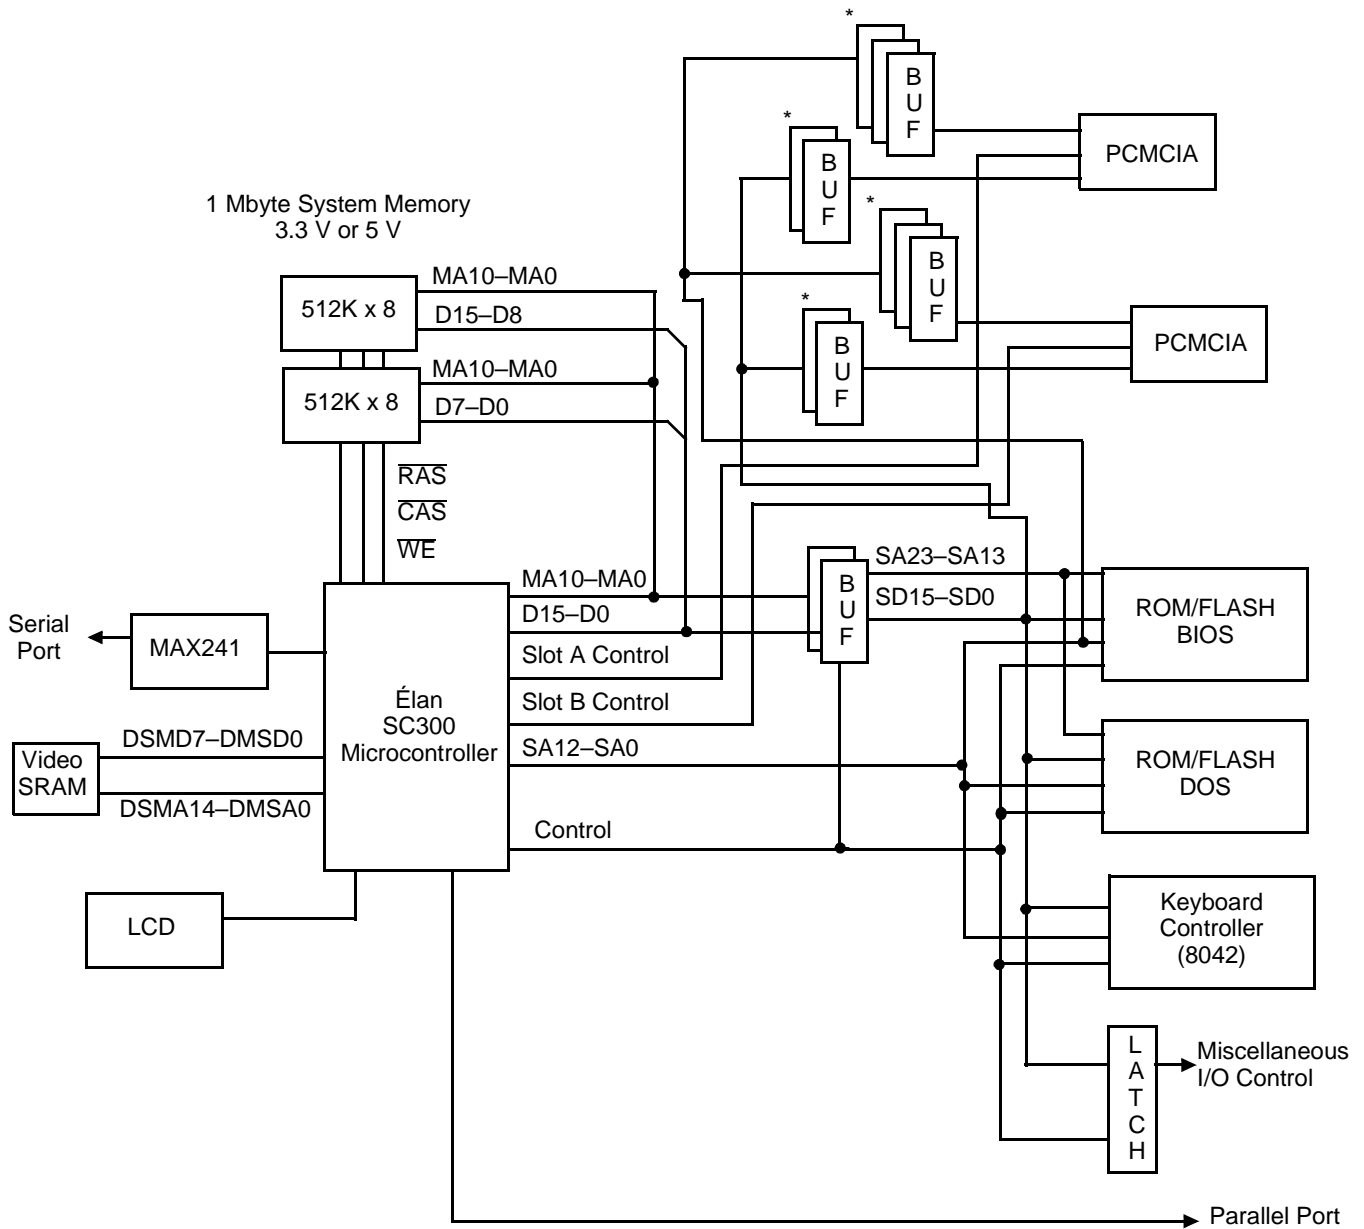 *
B
U
F
PCMCIA
*
B
U
F
1 Mbyte System Memory
3.3 V or 5 V
*
B
U
F
MA10–MA0
512K x 8
D15–D8
*
B
U
F
PCMCIA
MA10–MA0
512K x 8
D7–D0
RAS
CAS
WE
MA10–MA0
D15–D0
B
U
F
SA23–SA13
SD15–SD0
ROM/FLASH
BIOS
Serial
Port
MAX241
Slot A Control
Slot B Control
Élan
SC300
Microcontroller
SA12–SA0
DSMD7–DMSD0
Video
SRAM
DSMA14–DMSA0
ROM/FLASH
DOS
Control
LCD
Keyboard
Controller
(8042)
L
A
T
C
H
Miscellaneous
I/O Control
Parallel Port